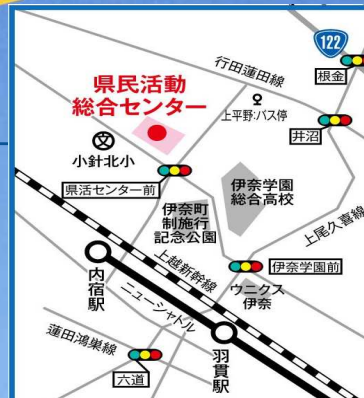 122
行田蓮田線
根金
県民活動
総合センター
上平野バス停
井沼
文
小針北小
県活センター前
伊奈学園
総合高校
伊奈町
制施行
記念公園
上尾久喜線
上越新幹線
伊奈学園前
ウニクス
伊奈
内宿駅
ニューシャトル
羽貫駅
蓮田鴻巣線
六道